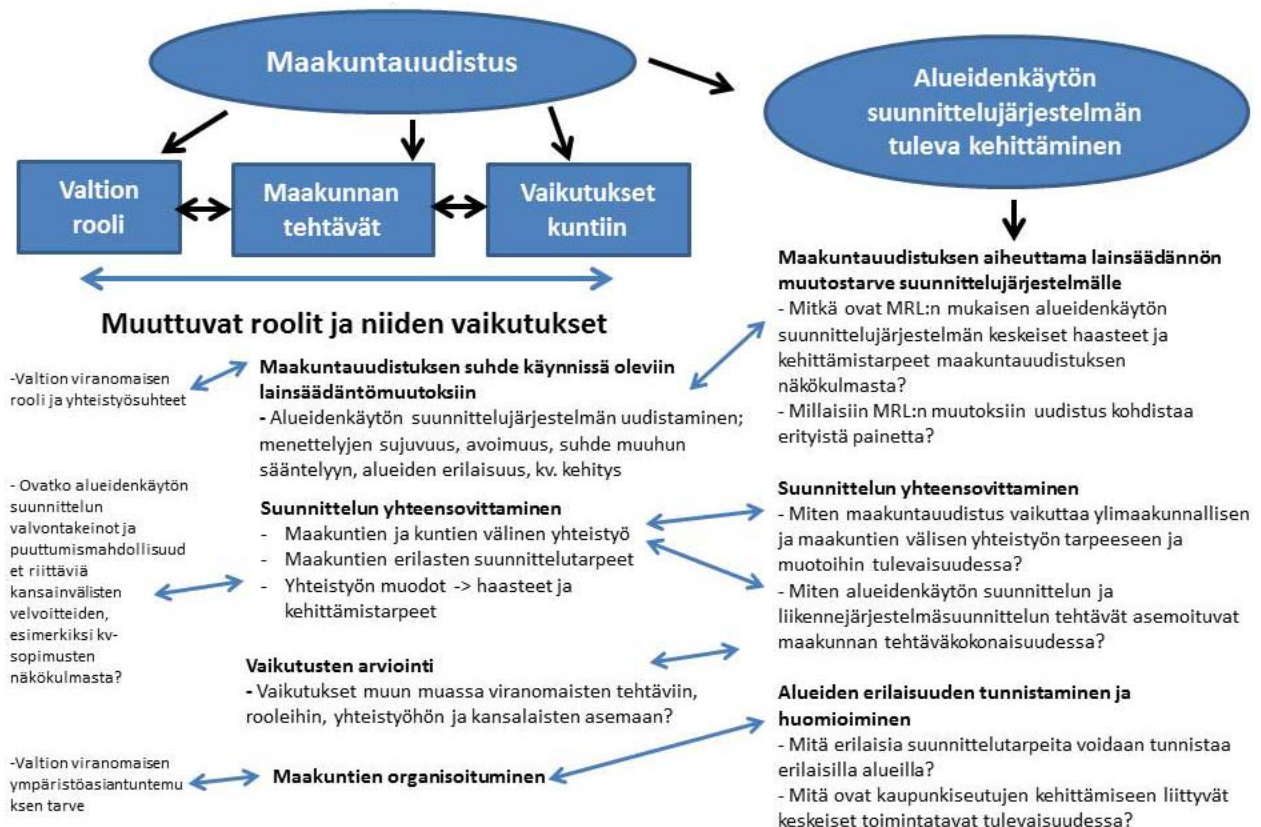 Maakuntauudistus
Alueidenkäytön
suunnittelujärjestelmän
tuleva kehittäminen
Valtion
rooli
Maakunnan
tehtävät
Vaikutukset
kuntiin
Muuttuvat roolit ja niiden vaikutukset
-Valtion viranomaisen
rooli ja yhteistyösuhteet
- Ovatko alueidenkäytön
suunnittelun
valvontakeinot ja
puuttumismahdollisuud
et riittäviä
kansainvälisten
velvoitteiden,
esimerkiksi kv-
sopimusten
näkökulmasta?
-Valtion viranomaisen
ympäristöasiantuntemu
ksen tarve
Maakuntauudistuksen suhde käynnissä oleviin
lainsäädäntömuutoksiin
- Alueidenkäytön suunnittelujärjestelmän uudistaminen;
menettelyjen sujuvuus, avoimuus, suhde muuhun
sääntelyyn, alueiden erilaisuus, kv. kehitys
Suunnittelun yhteensovittaminen
- Maakuntien ja kuntien välinen yhteistyö
- Maakuntien erilasten suunnittelutarpeet
- Yhteistyön muodot -> haasteet ja
kehittämistarpeet
Vaikutusten arviointi
- Vaikutukset muun muassa viranomaisten tehtäviin,
rooleihin, yhteistyöhön ja kansalaisten asemaan?
Maakuntien organisoituminen
Maakuntauudistuksen aiheuttama lainsäädännön
muutostarve suunnittelujärjestelmälle
- Mitkä ovat MRL:n mukaisen alueidenkäytön
suunnittelujärjestelmän keskeiset haasteet ja
kehittämistarpeet maakuntauudistuksen
näkökulmasta?
- Millaisiin MRL:n muutoksiin uudistus kohdistaa
erityistä painetta?
Suunnittelun yhteensovittaminen
- Miten maakuntauudistus vaikuttaa ylimaakunnallisen
ja maakuntien välisen yhteistyön tarpeeseen ja
muotoihin tulevaisuudessa?
- Miten alueidenkäytön suunnittelun ja
liikennejärjestelmäsuunnittelun tehtävät asemoituvat
maakunnan tehtäväkokonaisuudessa?
Alueiden erilaisuuden tunnistaminen ja
huomioiminen
- Mitä erilaisia suunnittelutarpeita voidaan tunnistaa
erilaisilla alueilla?
- Mitä ovat kaupunkiseutujen kehittämiseen liittyvät
keskeiset toimintatavat tulevaisuudessa?